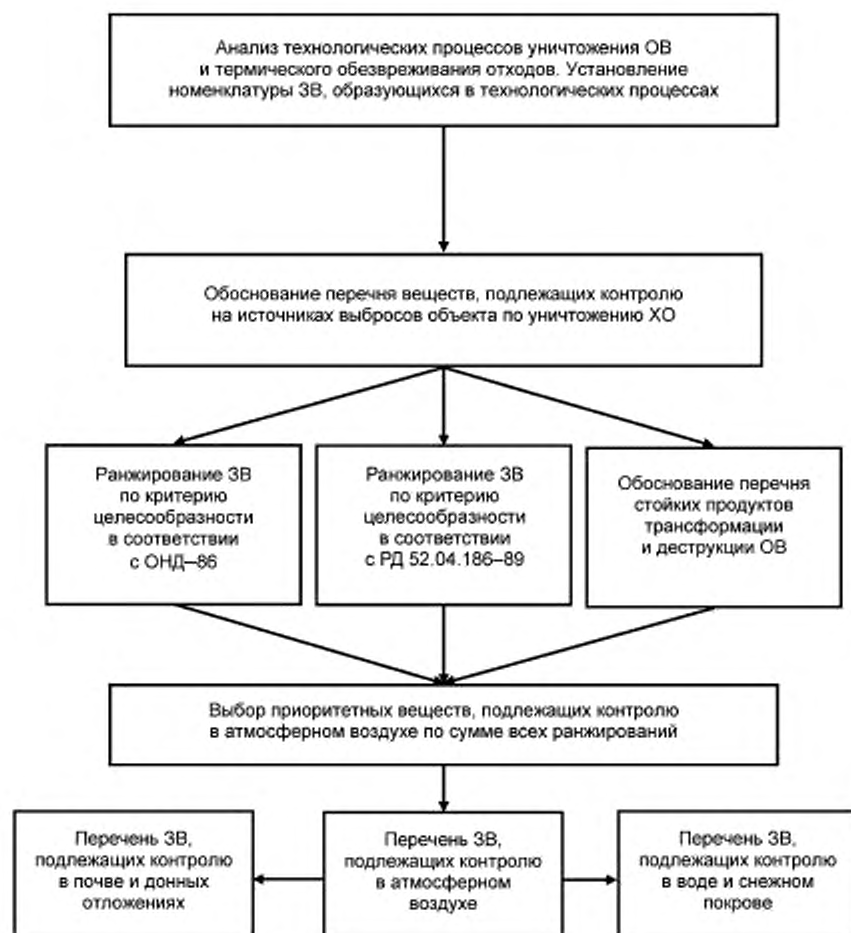 Анализ технологических процессов уничтожения ОВ
и термического обезвреживания отходов. Установление
номенклатуры ЗВ, образующихся в технологических процессах
Обоснование перечня веществ, подлежащих контролю
на источниках выбросов объекта по уничтожению ХО
Ранжирование ЗВ
по критерию
целесообразности
в соответствии
с ОНД–86
Ранжирование ЗВ
по критерию
целесообразности
в соответствии
с РД 52.04.186–89
Обоснование перечня
стойких продуктов
трансформации
и деструкции ОВ
Выбор приоритетных веществ, подлежащих контролю
в атмосферном воздухе по сумме всех ранжирований
Перечень ЗВ,
подлежащих контролю
в почве и донных
отложениях
Перечень ЗВ,
подлежащих контролю
в атмосферном
воздухе
Перечень ЗВ,
подлежащих контролю
в воде и снежном
покрове